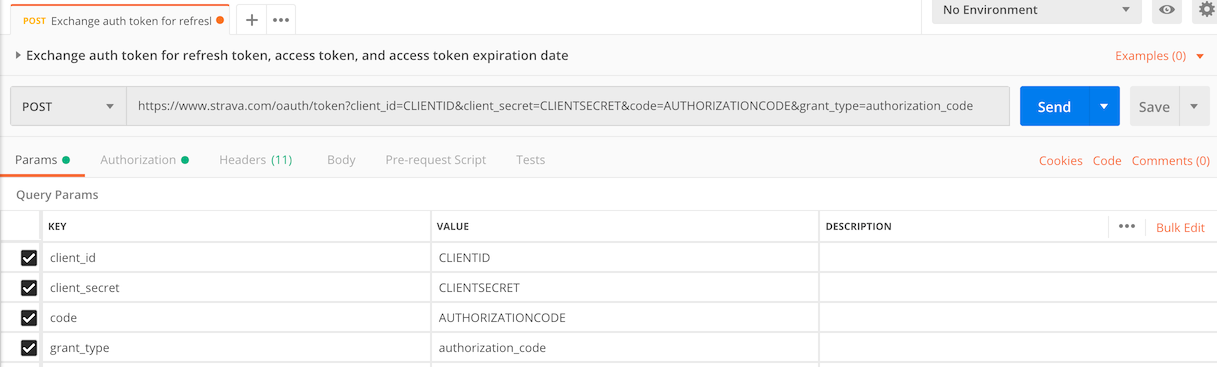 POST Exchange auth token for refresl
No Environment
Exchange auth token for refresh token, access token, and access token expiration date
Examples (0)
POST
https://www.strava.com/oauth/token?client_id=CLIENTID&client_secret=CLIENTSECRET&code=AUTHORIZATIONCODE&grant_type=authorization_code
Send
Save
Params Authorization Headers (11) Body Pre-request Script Tests
Cookies Code Comments (0)
Query Params
KEY VALUE DESCRIPTION Bulk Edit
client_id CLIENTID
client_secret CLIENTSECRET
code AUTHORIZATIONCODE
grant_type authorization_code